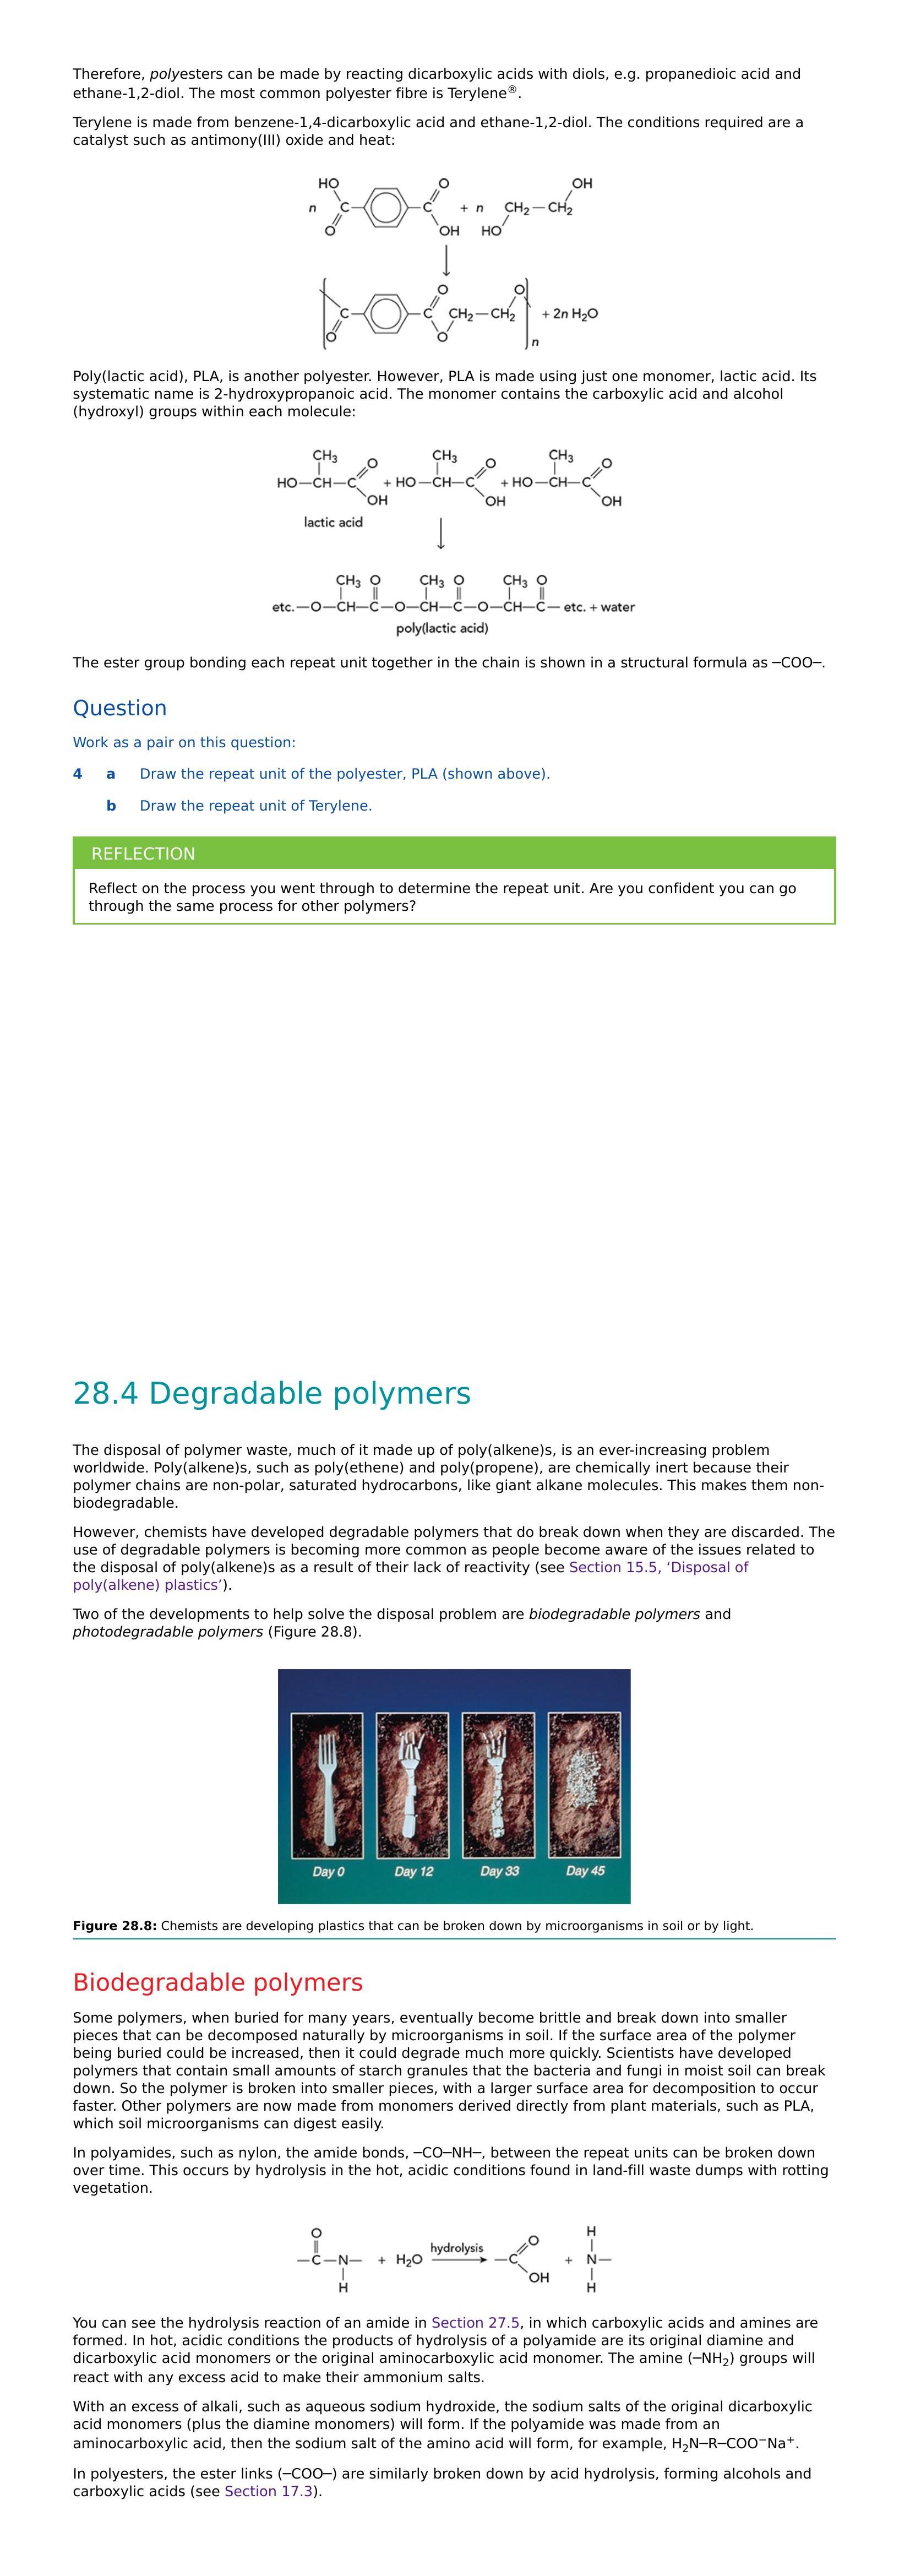 Therefore, polyesters can be made by reacting dicarboxylic acids with diols, e.g. propanedioic acid and
ethane-1,2-diol. The most common polyester fibre is Terylene®.
Terylene is made from benzene-1,4-dicarboxylic acid and ethane-1,2-diol. The conditions required are a
catalyst such as antimony(III) oxide and heat:
HO O OH
n C C + n CH₂—CH₂
O OH HO
O O
C C CH₂—CH₂ + 2n H₂O
O O n
Poly(lactic acid), PLA, is another polyester. However, PLA is made using just one monomer, lactic acid. Its
systematic name is 2-hydroxypropanoic acid. The monomer contains the carboxylic acid and alcohol
(hydroxyl) groups within each molecule:
CH₃ O CH₃ O CH₃ O
HO—CH—C + HO—CH—C + HO—CH—C
OH OH OH
lactic acid
CH₃ O CH₃ O CH₃ O
etc.—O—CH—C—O—CH—C—O—CH—C— etc. + water
poly(lactic acid)
The ester group bonding each repeat unit together in the chain is shown in a structural formula as –COO–.
Question
Work as a pair on this question:
4 a Draw the repeat unit of the polyester, PLA (shown above).
b Draw the repeat unit of Terylene.
REFLECTION
Reflect on the process you went through to determine the repeat unit. Are you confident you can go
through the same process for other polymers?
28.4 Degradable polymers
The disposal of polymer waste, much of it made up of poly(alkene)s, is an ever-increasing problem
worldwide. Poly(alkene)s, such as poly(ethene) and poly(propene), are chemically inert because their
polymer chains are non-polar, saturated hydrocarbons, like giant alkane molecules. This makes them non-
biodegradable.
However, chemists have developed degradable polymers that do break down when they are discarded. The
use of degradable polymers is becoming more common as people become aware of the issues related to
the disposal of poly(alkene)s as a result of their lack of reactivity (see Section 15.5, ‘Disposal of
poly(alkene) plastics’).
Two of the developments to help solve the disposal problem are biodegradable polymers and
photodegradable polymers (Figure 28.8).
Day 0 Day 12 Day 33 Day 45
Figure 28.8: Chemists are developing plastics that can be broken down by microorganisms in soil or by light.
Biodegradable polymers
Some polymers, when buried for many years, eventually become brittle and break down into smaller
pieces that can be decomposed naturally by microorganisms in soil. If the surface area of the polymer
being buried could be increased, then it could degrade much more quickly. Scientists have developed
polymers that contain small amounts of starch granules that the bacteria and fungi in moist soil can break
down. So the polymer is broken into smaller pieces, with a larger surface area for decomposition to occur
faster. Other polymers are now made from monomers derived directly from plant materials, such as PLA,
which soil microorganisms can digest easily.
In polyamides, such as nylon, the amide bonds, –CO–NH–, between the repeat units can be broken down
over time. This occurs by hydrolysis in the hot, acidic conditions found in land-fill waste dumps with rotting
vegetation.
O O H
—C—N— + H₂O hydrolysis —C + N—
H OH H
You can see the hydrolysis reaction of an amide in Section 27.5, in which carboxylic acids and amines are
formed. In hot, acidic conditions the products of hydrolysis of a polyamide are its original diamine and
dicarboxylic acid monomers or the original aminocarboxylic acid monomer. The amine (–NH₂) groups will
react with any excess acid to make their ammonium salts.
With an excess of alkali, such as aqueous sodium hydroxide, the sodium salts of the original dicarboxylic
acid monomers (plus the diamine monomers) will form. If the polyamide was made from an
aminocarboxylic acid, then the sodium salt of the amino acid will form, for example, H₂N–R–COO⁻Na⁺.
In polyesters, the ester links (–COO–) are similarly broken down by acid hydrolysis, forming alcohols and
carboxylic acids (see Section 17.3).